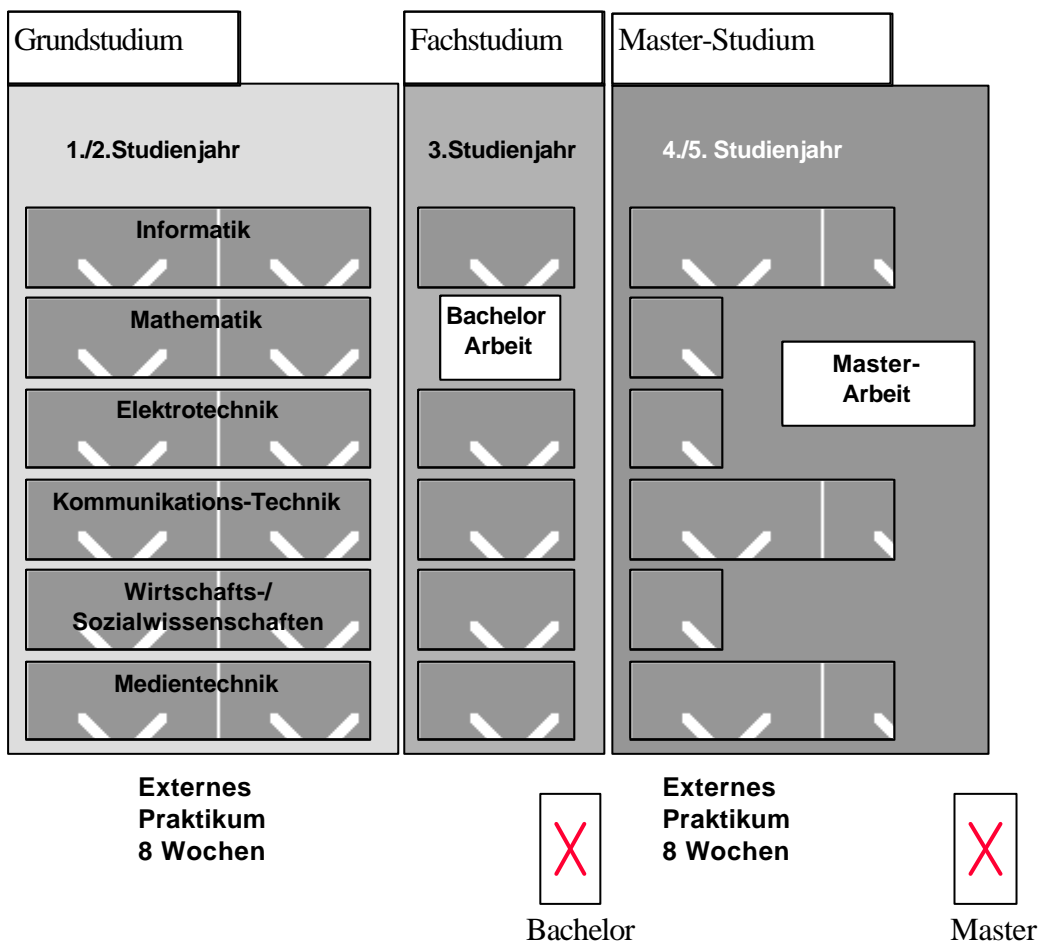 Grundstudium
Fachstudium
Master-Studium
1./2.Studienjahr
3.Studienjahr
4./5. Studienjahr
Informatik
Mathematik
Bachelor
Arbeit
Master-
Arbeit
Elektrotechnik
Kommunikations-Technik
Wirtschafts-/
Sozialwissenschaften
Medientechnik
Externes
Praktikum
8 Wochen
Externes
Praktikum
8 Wochen
Bachelor
Master